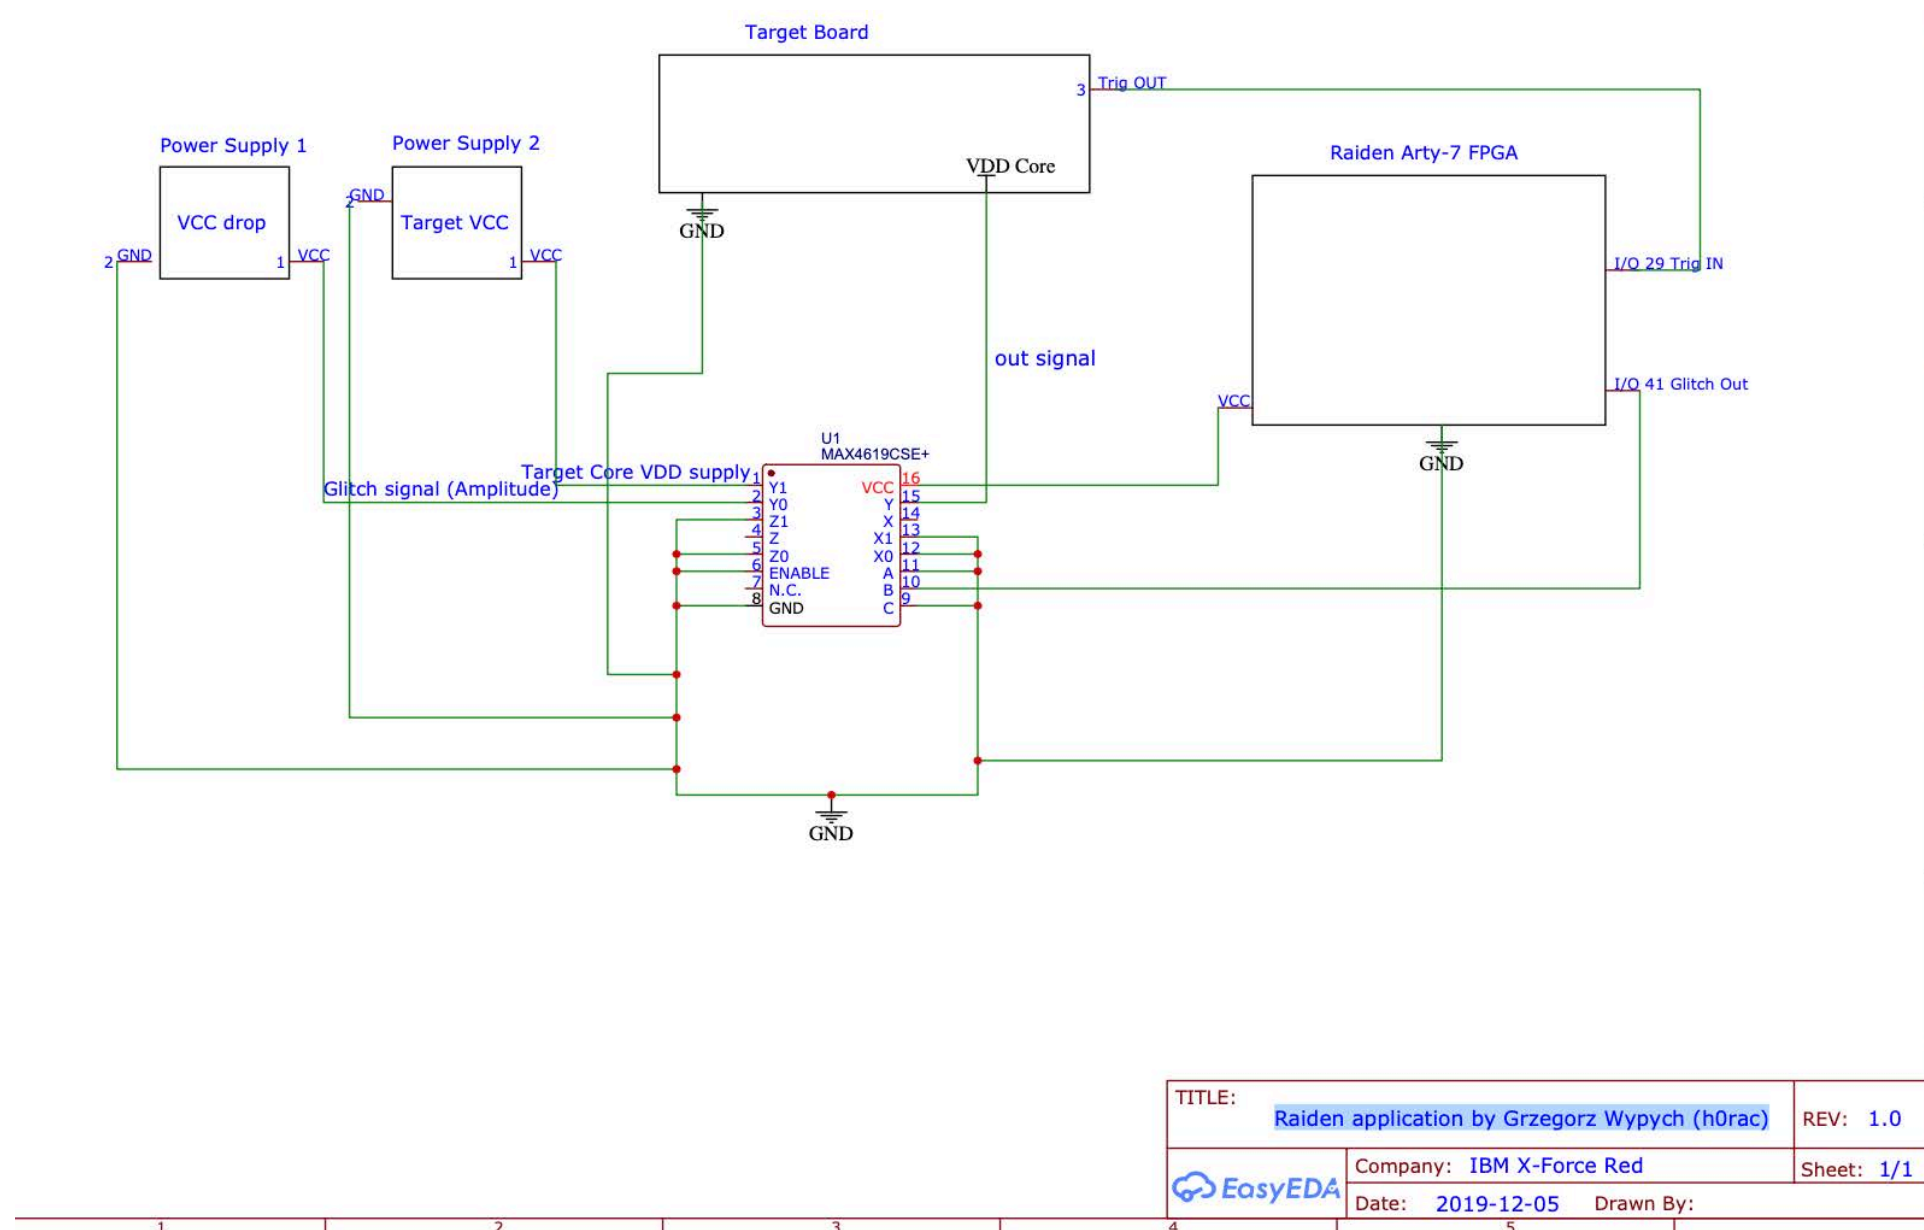 Target Board
3 Trig OUT
VDD Core
GND
Power Supply 1
VCC drop
2 GND
1 VCC
Power Supply 2
2 GND
Target VCC
1 VCC
Raiden Arty-7 FPGA
I/O 29 Trig IN
I/O 41 Glitch Out
VCC
GND
out signal
U1
MAX4619CSE+
Target Core VDD supply
Glitch signal (Amplitude)
1 Y1 VCC 16
2 Y0 Y 15
3 Z1 X 14
4 Z X1 13
5 Z0 X0 12
6 ENABLE A 11
7 N.C. B 10
8 GND C 9
GND
TITLE:
Raiden application by Grzegorz Wypych (h0rac)
REV: 1.0
EasyEDA
Company: IBM X-Force Red
Sheet: 1/1
Date: 2019-12-05 Drawn By:
1 2 3 4 5